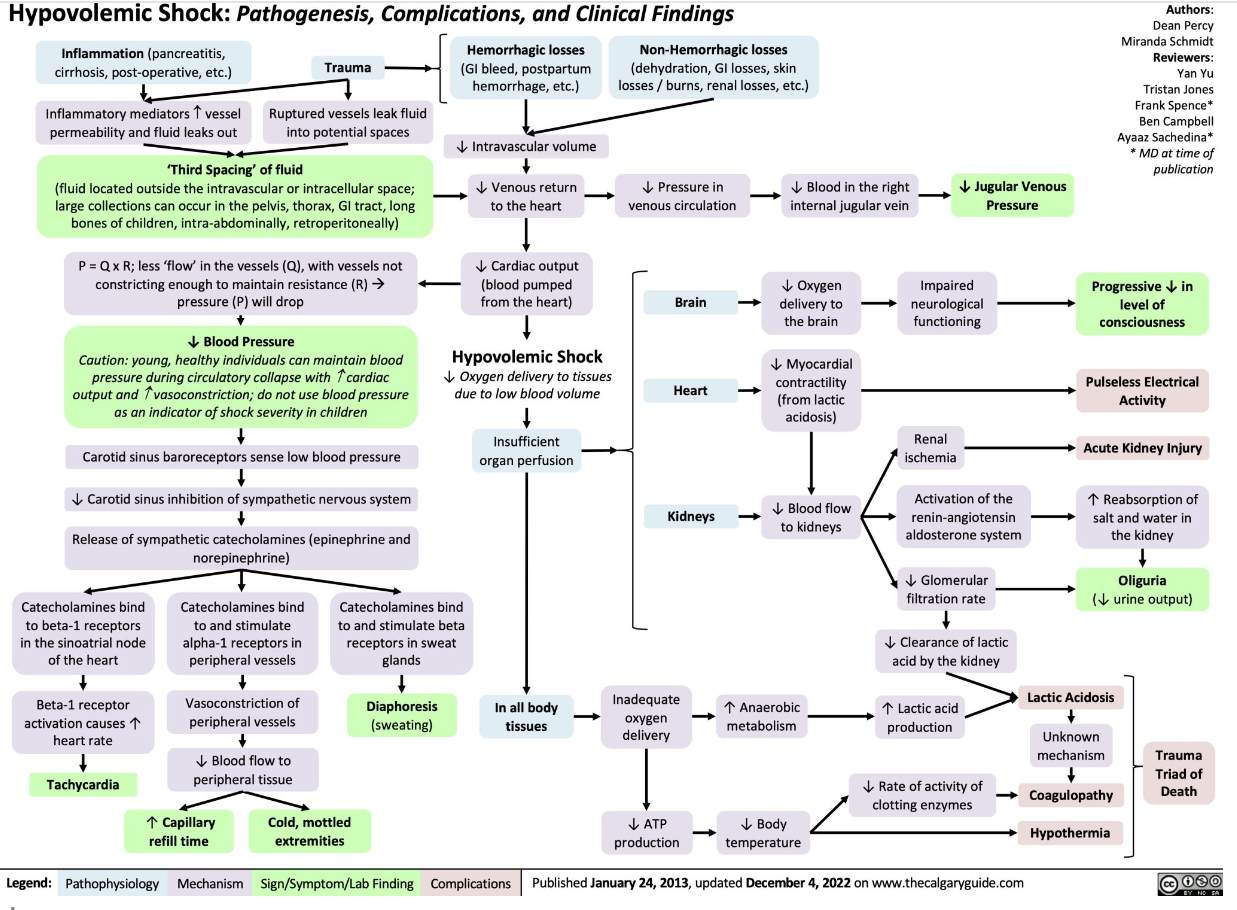 Hypovolemic Shock: Pathogenesis, Complications, and Clinical Findings
Authors:
Dean Percy
Miranda Schmidt
Reviewers:
Yan Yu
Tristan Jones
Frank Spence*
Ben Campbell
Ayaaz Sachedina*
* MD at time of
publication
Inflammation (pancreatitis,
cirrhosis, post-operative, etc.)
Trauma
Hemorrhagic losses
(GI bleed, postpartum
hemorrhage, etc.)
Non-Hemorrhagic losses
(dehydration, GI losses, skin
losses / burns, renal losses, etc.)
Inflammatory mediators ↑ vessel
permeability and fluid leaks out
Ruptured vessels leak fluid
into potential spaces
↓ Intravascular volume
‘Third Spacing’ of fluid
(fluid located outside the intravascular or intracellular space;
large collections can occur in the pelvis, thorax, GI tract, long
bones of children, intra-abdominally, retroperitoneally)
↓ Venous return
to the heart
↓ Pressure in
venous circulation
↓ Blood in the right
internal jugular vein
↓ Jugular Venous
Pressure
P = Q x R; less ‘flow’ in the vessels (Q), with vessels not
constricting enough to maintain resistance (R) →
pressure (P) will drop
↓ Cardiac output
(blood pumped
from the heart)
↓ Blood Pressure
Caution: young, healthy individuals can maintain blood
pressure during circulatory collapse with ↑cardiac
output and ↑vasoconstriction; do not use blood pressure
as an indicator of shock severity in children
Hypovolemic Shock
↓ Oxygen delivery to tissues
due to low blood volume
Insufficient
organ perfusion
Brain
↓ Oxygen
delivery to
the brain
Impaired
neurological
functioning
Progressive ↓ in
level of
consciousness
Heart
↓ Myocardial
contractility
(from lactic
acidosis)
Pulseless Electrical
Activity
Kidneys
↓ Blood flow
to kidneys
Renal
ischemia
Acute Kidney Injury
Activation of the
renin-angiotensin
aldosterone system
↑ Reabsorption of
salt and water in
the kidney
↓ Glomerular
filtration rate
Oliguria
(↓ urine output)
↓ Clearance of lactic
acid by the kidney
Carotid sinus baroreceptors sense low blood pressure
↓ Carotid sinus inhibition of sympathetic nervous system
Release of sympathetic catecholamines (epinephrine and
norepinephrine)
Catecholamines bind
to beta-1 receptors
in the sinoatrial node
of the heart
Catecholamines bind
to and stimulate
alpha-1 receptors in
peripheral vessels
Catecholamines bind
to and stimulate beta
receptors in sweat
glands
Beta-1 receptor
activation causes ↑
heart rate
Vasoconstriction of
peripheral vessels
Diaphoresis
(sweating)
↓ Blood flow to
peripheral tissue
Tachycardia
↑ Capillary
refill time
Cold, mottled
extremities
In all body
tissues
Inadequate
oxygen
delivery
↑ Anaerobic
metabolism
↑ Lactic acid
production
Lactic Acidosis
Unknown
mechanism
↓ ATP
production
↓ Body
temperature
↓ Rate of activity of
clotting enzymes
Coagulopathy
Hypothermia
Trauma
Triad of
Death
Legend: Pathophysiology Mechanism Sign/Symptom/Lab Finding Complications
Published January 24, 2013, updated December 4, 2022 on www.thecalgaryguide.com
cc
BY NC SA